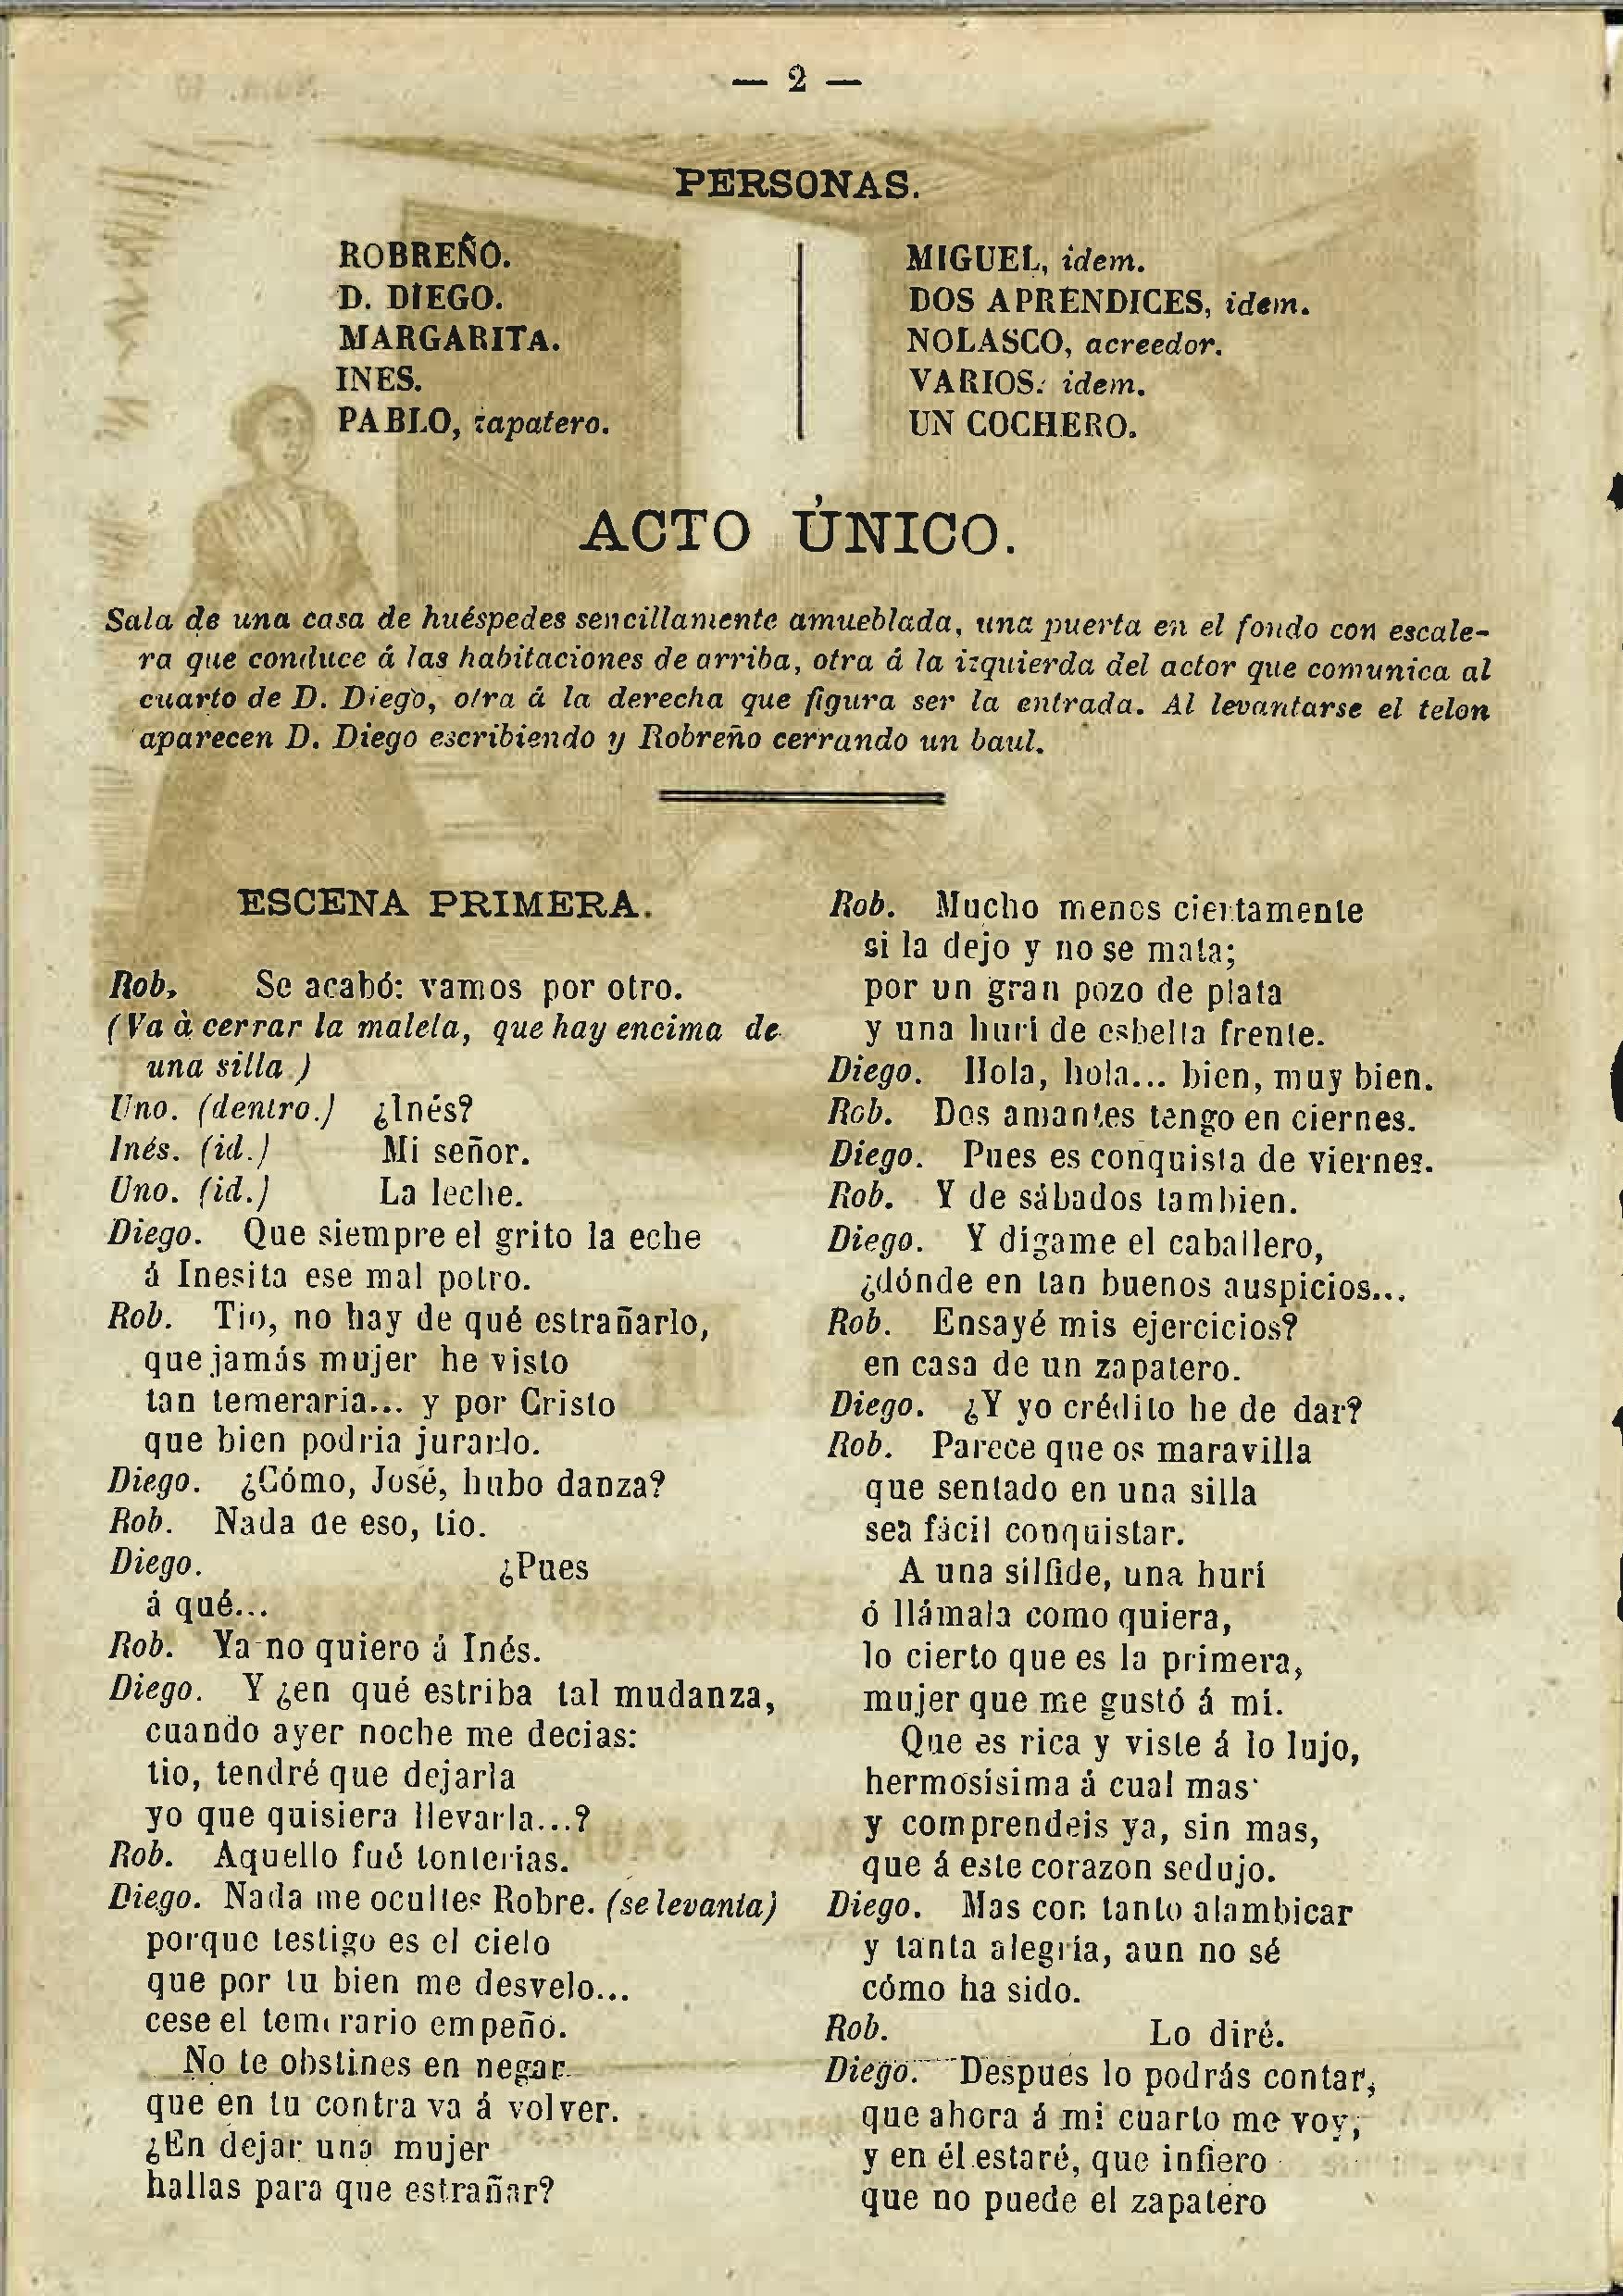 — 2 —
PERSONAS.
ROBREÑO.
D. DIEGO.
MARGARITA.
INES.
PABLO, zapatero.
MIGUEL, idem.
DOS APRENDICES, idem.
NOLASCO, acreedor.
VARIOS: idem.
UN COCHERO.
ACTO ÚNICO.
Sala de una casa de huéspedes sencillamente amueblada, una puerta en el fondo con escale-
ra que conduce á las habitaciones de arriba, otra á la izquierda del actor que comunica al
cuarto de D. Diego, otra á la derecha que figura ser la entrada. Al levantarse el telon
aparecen D. Diego escribiendo y Robreño cerrando un baul.
ESCENA PRIMERA.
Rob. Se acabó: vamos por otro.
(Va à cerrar la maleta, que hay encima de
una silla.)
Uno. (dentro.) ¿Inés?
Inés. (id.) Mi señor.
Uno. (id.) La leche.
Diego. Que siempre el grito la eche
á Inesita ese mal potro.
Rob. Tio, no hay de qué estrañarlo,
que jamás mujer he visto
tan temeraria... y por Cristo
que bien podria jurarlo.
Diego. ¿Cómo, José, hubo danza?
Rob. Nada de eso, tio.
Diego. ¿Pues
á qué...
Rob. Ya no quiero á Inés.
Diego. Y ¿en qué estriba tal mudanza,
cuando ayer noche me decias:
tio, tendré que dejarla
yo que quisiera llevarla...?
Rob. Aquello fué tonterias.
Diego. Nada me ocultes Robre. (se levanta)
porque testigo es el cielo
que por tu bien me desvelo...
cese el temerario empeño.
No te obstines en negar
que en tu contra va á volver.
¿En dejar una mujer
hallas para que estrañar?
Rob. Mucho menos ciertamente
si la dejo y no se mata;
por un gran pozo de plata
y una hurí de esbelta frente.
Diego. Hola, hola... bien, muy bien.
Rob. Dos amantes tengo en ciernes.
Diego. Pues es conquista de viernes.
Rob. Y de sábados tambien.
Diego. Y digame el caballero,
¿dónde en tan buenos auspicios...
Rob. Ensayé mis ejercicios?
en casa de un zapatero.
Diego. ¿Y yo crédito he de dar?
Rob. Parece que os maravilla
que sentado en una silla
sea fácil conquistar.
A una silfide, una hurí
ó llámala como quiera,
lo cierto que es la primera,
mujer que me gustó á mi.
Que es rica y viste á lo lujo,
hermosísima á cual mas
y comprendeis ya, sin mas,
que á este corazon sedujo.
Diego. Mas con tanto alambicar
y tanta alegría, aun no sé
cómo ha sido.
Rob. Lo diré.
Diego. Despues lo podrás contar,
que ahora á mi cuarto me voy,
y en él estaré, que infiero
que no puede el zapatero